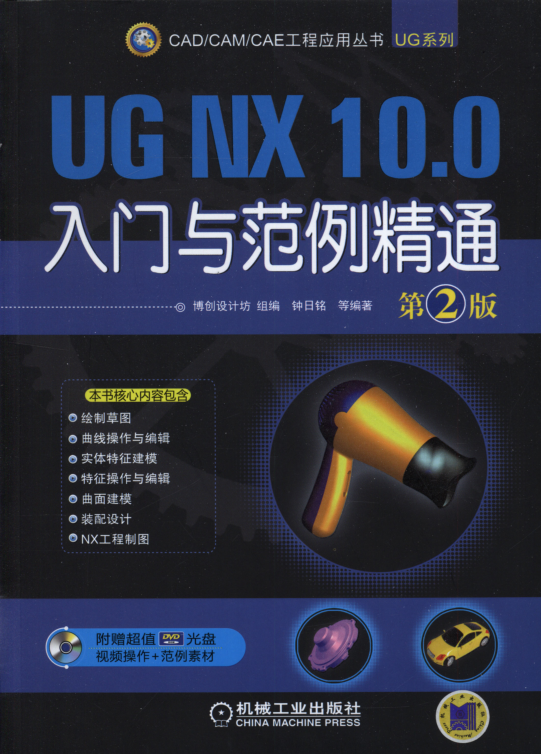 CAD/CAM/CAE工程应用丛书 UG系列
UG NX 10.0
入门与范例精通
博创设计坊 组编 钟日铭 等编著 第2版
本书核心内容包含
绘制草图
曲线操作与编辑
实体特征建模
特征操作与编辑
曲面建模
装配设计
NX工程制图
附赠超值DVD光盘
视频操作+范例素材
机械工业出版社
CHINA MACHINE PRESS